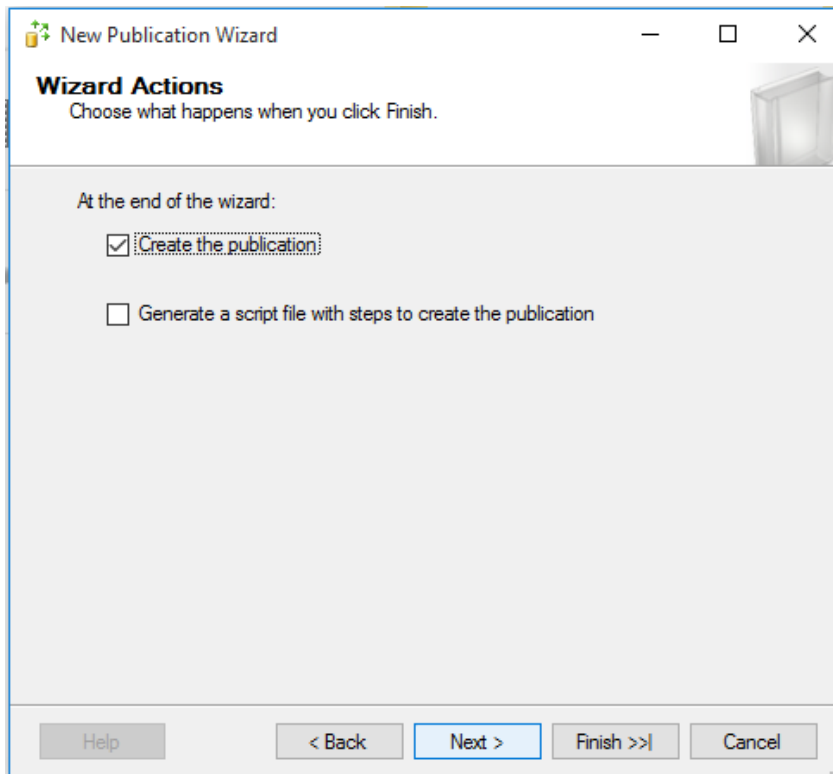 New Publication Wizard
Wizard Actions
Choose what happens when you click Finish.
At the end of the wizard:
Create the publication
Generate a script file with steps to create the publication
Help
< Back
Next >
Finish >>|
Cancel